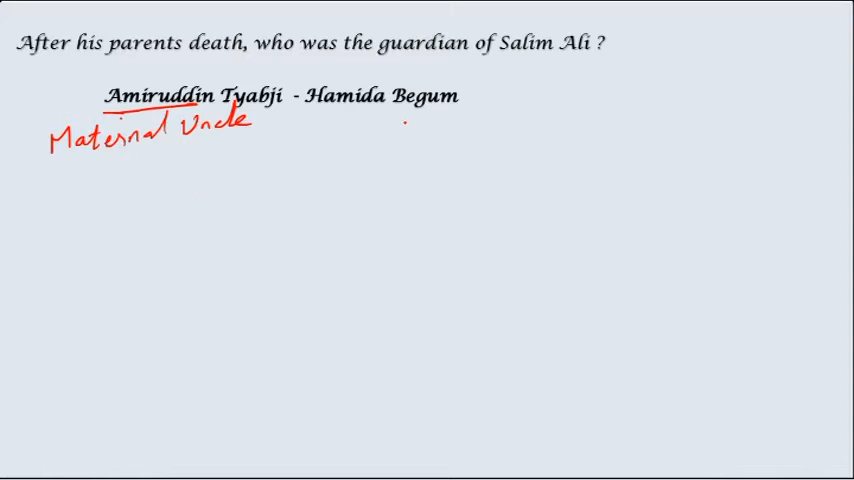 After his parents death, who was the guardian of Salim Ali ?
Amiruddin Tyabji - Hamida Begum
Maternal Uncle